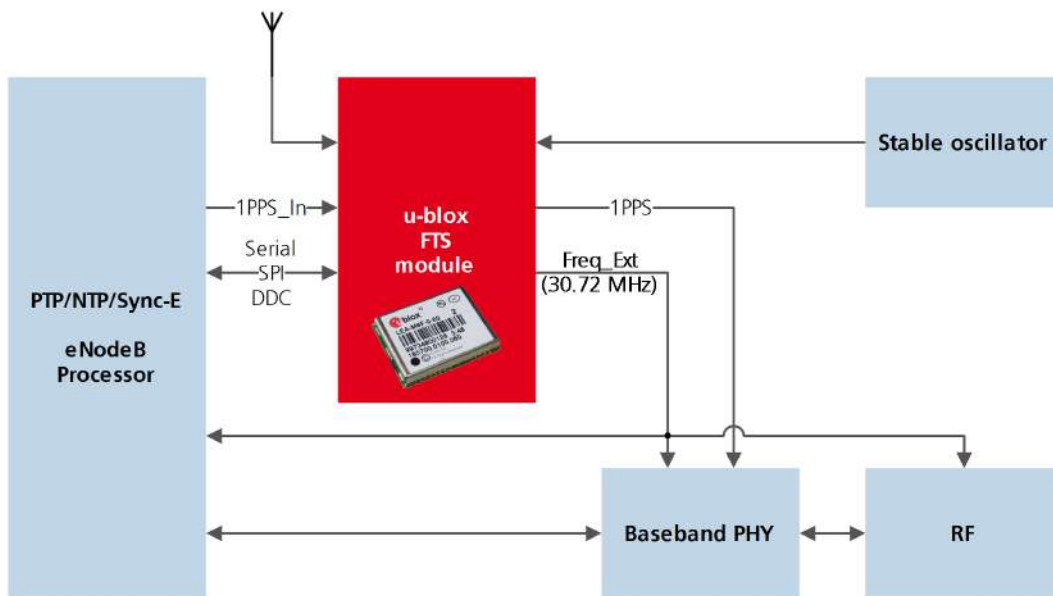 Stable oscillator
1PPS_In
1PPS
u-blox
FTS
module
Serial
SPI
DDC
Freq_Ext
(30.72 MHz)
PTP/NTP/Sync-E
eNodeB
Processor
blox
Baseband PHY
RF